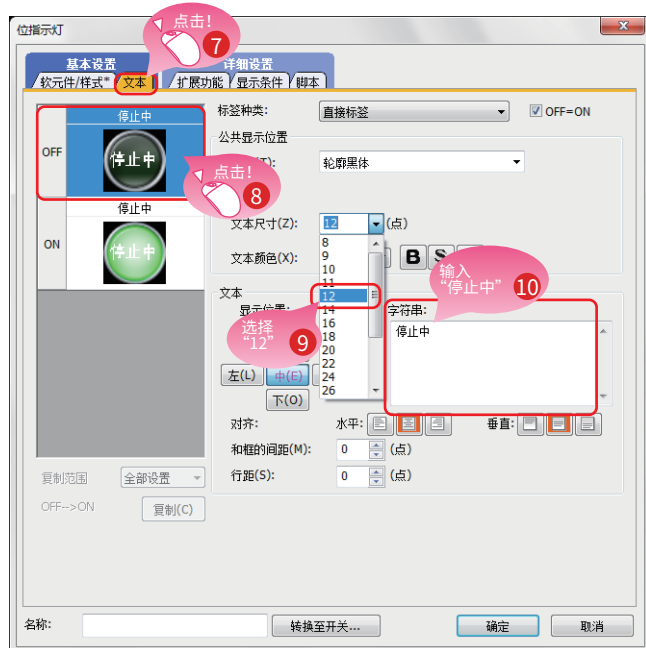 位指示灯
点击!
7
基本设置
详细设置
软元件/样式*
文本
扩展功能
显示条件
脚本
停止中
OFF
停止中
停止中
ON
停止中
标签种类:
直接标签
OFF=ON
公共显示位置
点击!
8
轮廓黑体
文本尺寸(Z):
12
(点)
文本颜色(X):
B
S
8
9
10
11
12
14
16
18
20
22
24
26
文本
显示位置:
选择
“12”
9
输入
“停止中”
10
字符串:
停止中
左(L)
中(E)
下(O)
对齐:
水平:
垂直:
和框的间距(M):
0
(点)
行距(S):
0
(点)
复制范围
全部设置
OFF-->ON
复制(C)
名称:
转换至开关...
确定
取消